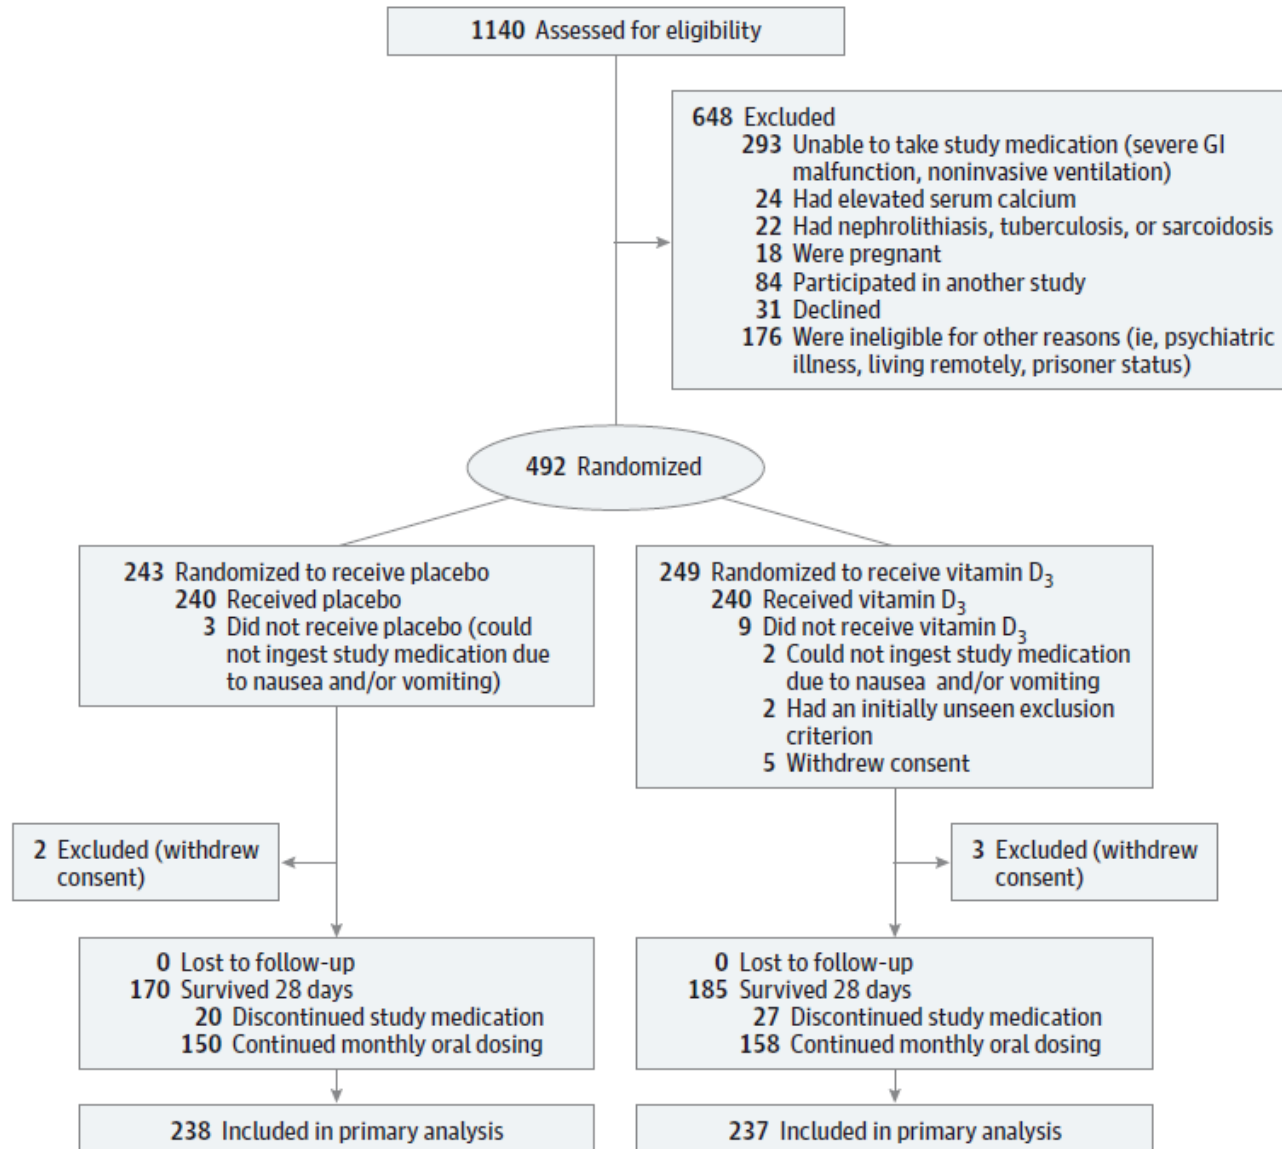 1140 Assessed for eligibility
648 Excluded
293 Unable to take study medication (severe GI
malfunction, noninvasive ventilation)
24 Had elevated serum calcium
22 Had nephrolithiasis, tuberculosis, or sarcoidosis
18 Were pregnant
84 Participated in another study
31 Declined
176 Were ineligible for other reasons (ie, psychiatric
illness, living remotely, prisoner status)
492 Randomized
243 Randomized to receive placebo
240 Received placebo
3 Did not receive placebo (could
not ingest study medication due
to nausea and/or vomiting)
249 Randomized to receive vitamin D₃
240 Received vitamin D₃
9 Did not receive vitamin D₃
2 Could not ingest study medication
due to nausea and/or vomiting
2 Had an initially unseen exclusion
criterion
5 Withdrew consent
2 Excluded (withdrew
consent)
3 Excluded (withdrew
consent)
0 Lost to follow-up
170 Survived 28 days
20 Discontinued study medication
150 Continued monthly oral dosing
0 Lost to follow-up
185 Survived 28 days
27 Discontinued study medication
158 Continued monthly oral dosing
238 Included in primary analysis
237 Included in primary analysis